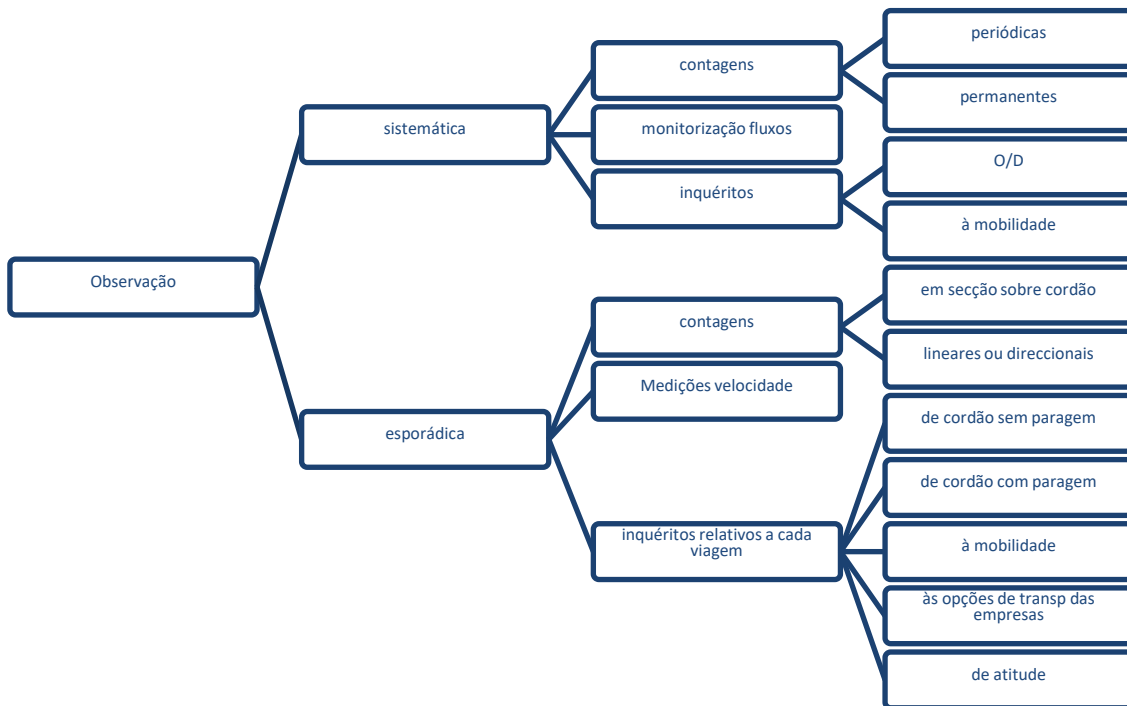 Observação
sistemática
contagens
periódicas
permanentes
monitorização fluxos
inquéritos
O/D
à mobilidade
esporádica
contagens
em secção sobre cordão
lineares ou direccionais
Medições velocidade
inquéritos relativos a cada
viagem
de cordão sem paragem
de cordão com paragem
à mobilidade
às opções de transp das
empresas
de atitude